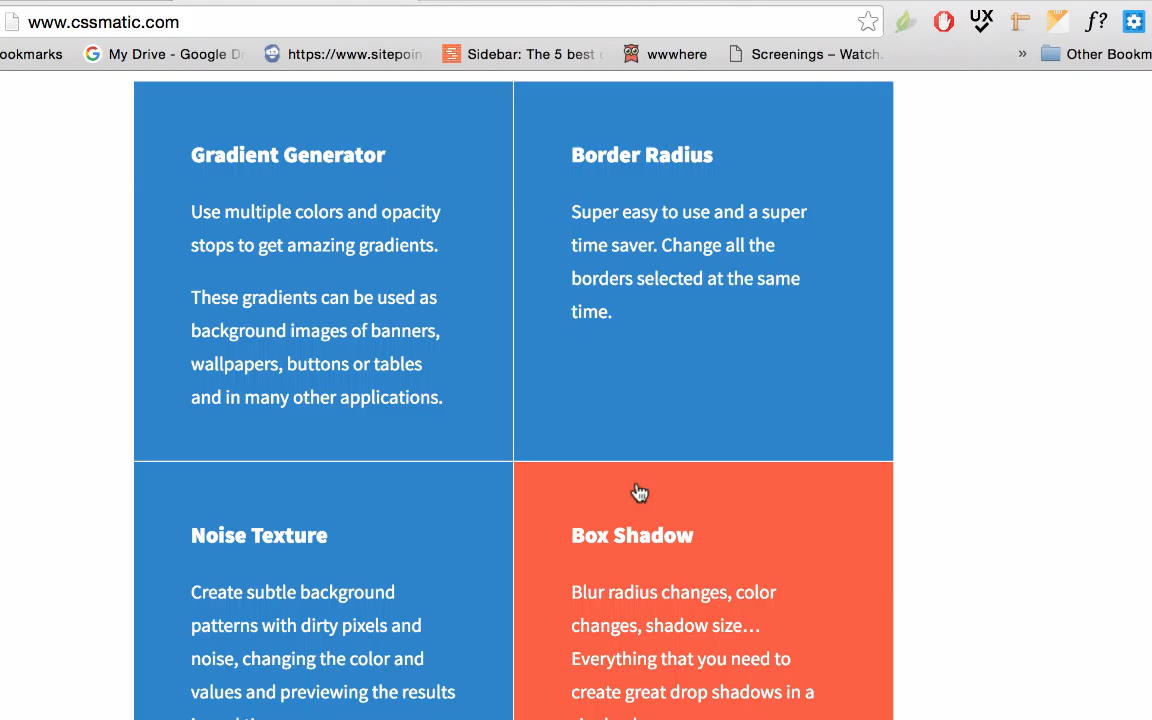 www.cssmatic.com
UX
f?
ookmarks
My Drive - Google D
https://www.sitepoin
Sidebar: The 5 best
wwwhere
Screenings – Watch
»
Other Bookm
Gradient Generator
Use multiple colors and opacity
stops to get amazing gradients.
These gradients can be used as
background images of banners,
wallpapers, buttons or tables
and in many other applications.
Border Radius
Super easy to use and a super
time saver. Change all the
borders selected at the same
time.
Noise Texture
Create subtle background
patterns with dirty pixels and
noise, changing the color and
values and previewing the results
Box Shadow
Blur radius changes, color
changes, shadow size…
Everything that you need to
create great drop shadows in a